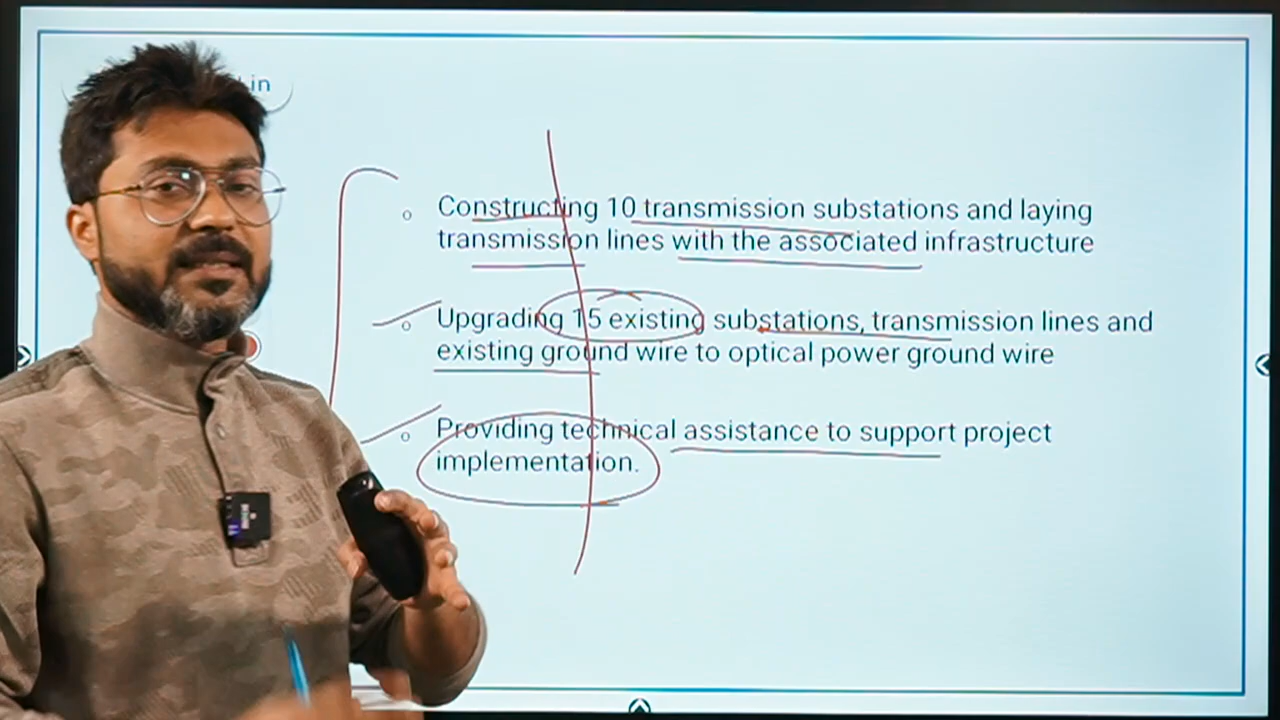 in
Constructing 10 transmission substations and laying
transmission lines with the associated infrastructure
Upgrading 15 existing substations, transmission lines and
existing ground wire to optical power ground wire
Providing technical assistance to support project
implementation.